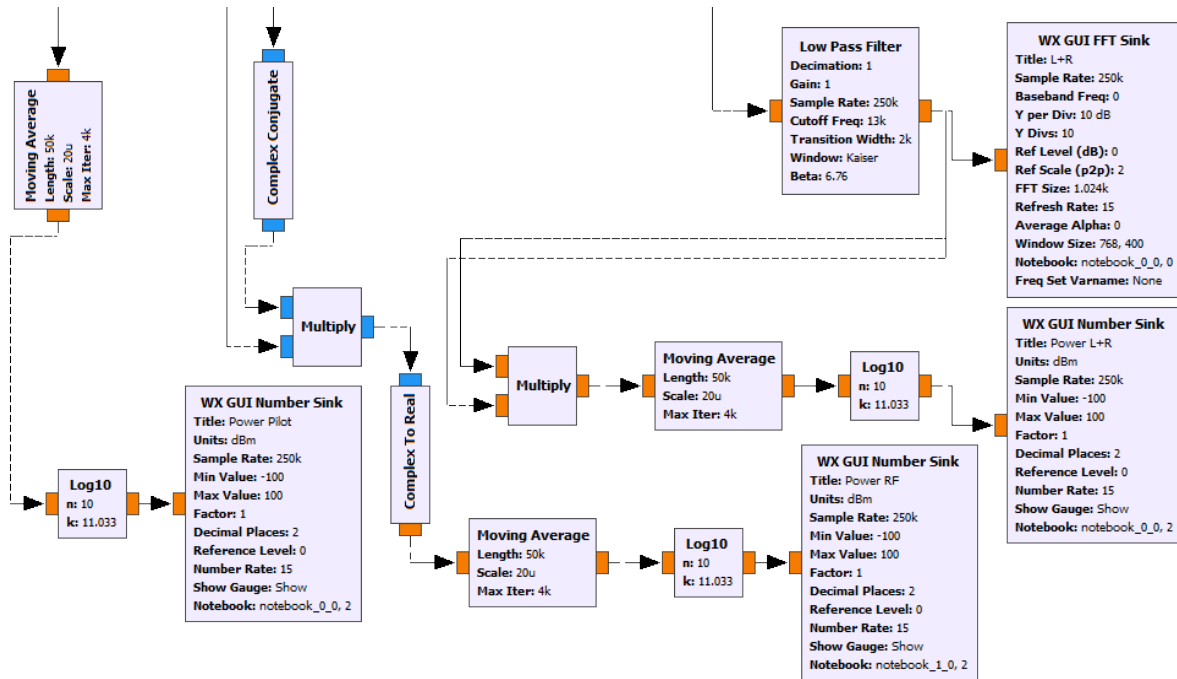 Moving Average
Length: 50k
Scale: 20u
Max Iter: 4k
Complex Conjugate
Low Pass Filter
Decimation: 1
Gain: 1
Sample Rate: 250k
Cutoff Freq: 13k
Transition Width: 2k
Window: Kaiser
Beta: 6.76
WX GUI FFT Sink
Title: L+R
Sample Rate: 250k
Baseband Freq: 0
Y per Div: 10 dB
Y Divs: 10
Ref Level (dB): 0
Ref Scale (p2p): 2
FFT Size: 1.024k
Refresh Rate: 15
Average Alpha: 0
Window Size: 768, 400
Notebook: notebook_0_0, 0
Freq Set Varname: None
Multiply
Multiply
Moving Average
Length: 50k
Scale: 20u
Max Iter: 4k
Log10
n: 10
k: 11.033
WX GUI Number Sink
Title: Power L+R
Units: dBm
Sample Rate: 250k
Min Value: -100
Max Value: 100
Factor: 1
Decimal Places: 2
Reference Level: 0
Number Rate: 15
Show Gauge: Show
Notebook: notebook_0_0, 2
Log10
n: 10
k: 11.033
WX GUI Number Sink
Title: Power Pilot
Units: dBm
Sample Rate: 250k
Min Value: -100
Max Value: 100
Factor: 1
Decimal Places: 2
Reference Level: 0
Number Rate: 15
Show Gauge: Show
Notebook: notebook_0_0, 2
Complex To Real
Moving Average
Length: 50k
Scale: 20u
Max Iter: 4k
Log10
n: 10
k: 11.033
WX GUI Number Sink
Title: Power RF
Units: dBm
Sample Rate: 250k
Min Value: -100
Max Value: 100
Factor: 1
Decimal Places: 2
Reference Level: 0
Number Rate: 15
Show Gauge: Show
Notebook: notebook_1_0, 2